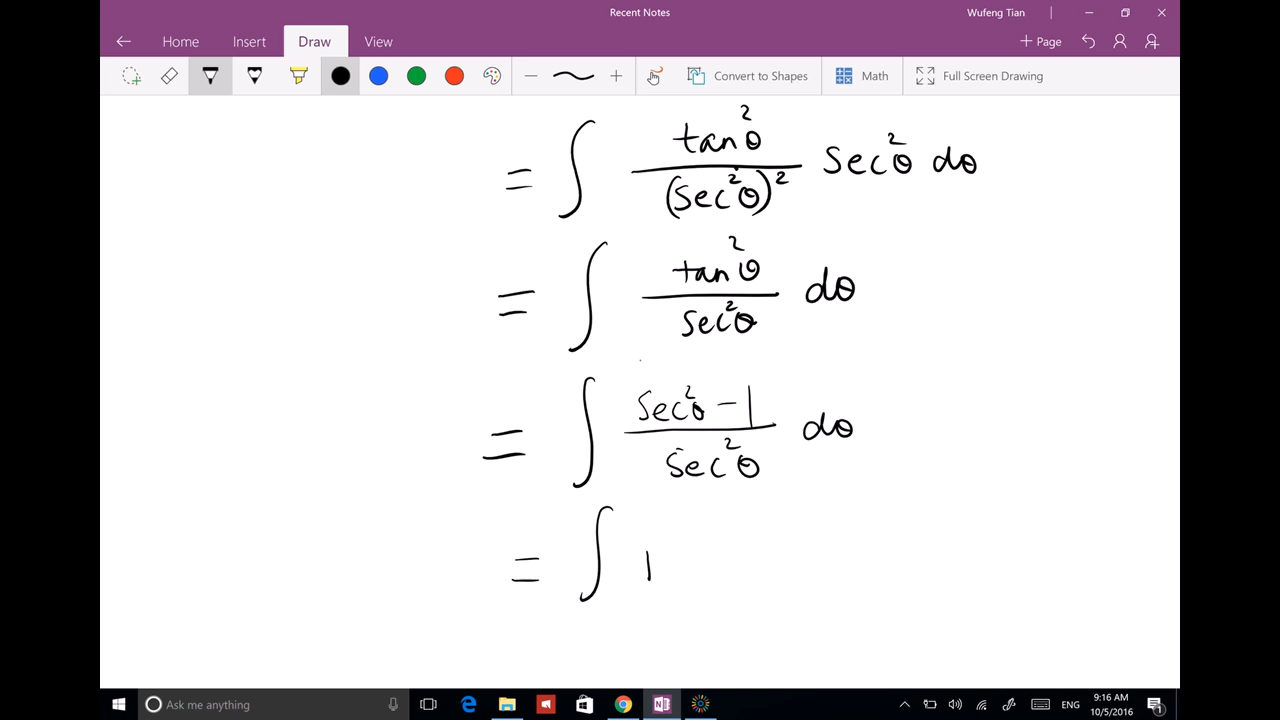 Recent Notes
Wufeng Tian
Home Insert Draw View
+ Page
Convert to Shapes Math Full Screen Drawing
= ∫ tan²θ / (sec²θ)² sec²θ dθ
= ∫ tan²θ / sec²θ dθ
= ∫ sec²θ - 1 / sec²θ dθ
= ∫ 1
Ask me anything
ENG
9:16 AM
10/5/2016
1